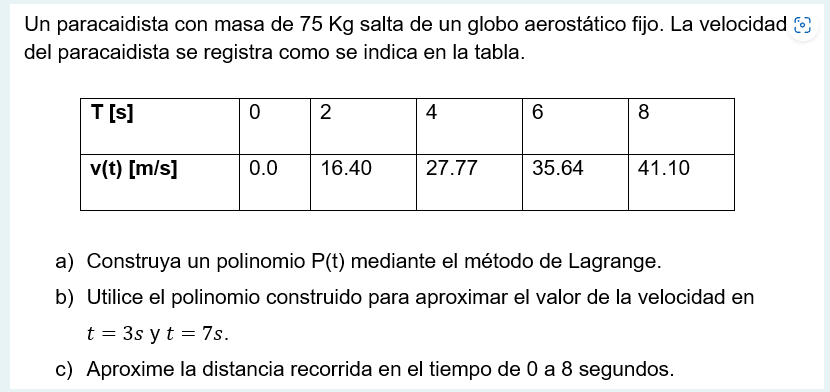 Un paracaidista con masa de 75 Kg salta de un globo aerostático fijo. La velocidad
del paracaidista se registra como se indica en la tabla.
T [s] 0 2 4 6 8
v(t) [m/s] 0.0 16.40 27.77 35.64 41.10
a) Construya un polinomio P(t) mediante el método de Lagrange.
b) Utilice el polinomio construido para aproximar el valor de la velocidad en
t = 3s y t = 7s.
c) Aproxime la distancia recorrida en el tiempo de 0 a 8 segundos.